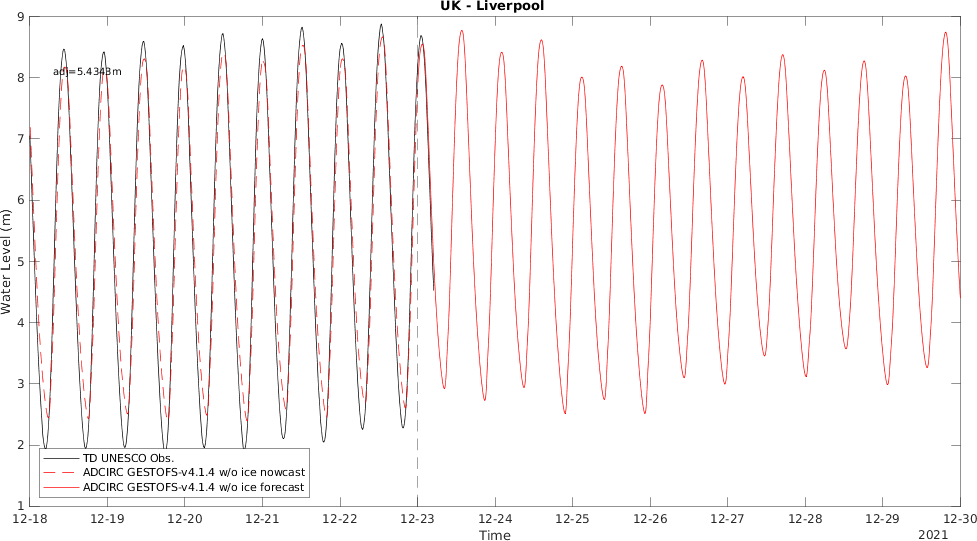 UK - Liverpool
9
8
7
6
5
4
3
2
1
Water Level (m)
adj=5.4343m
TD UNESCO Obs.
ADCIRC GESTOFS-v4.1.4 w/o ice nowcast
ADCIRC GESTOFS-v4.1.4 w/o ice forecast
12-18 12-19 12-20 12-21 12-22 12-23 12-24 12-25 12-26 12-27 12-28 12-29 12-30
Time
2021